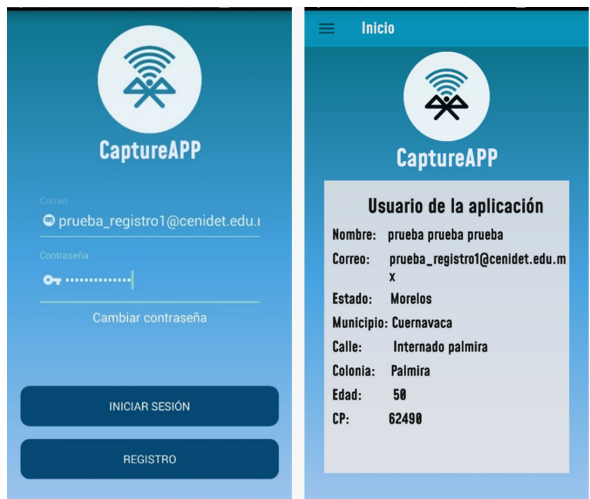 CaptureAPP
Correo
prueba_registro1@cenidet.edu.r
Contraseña
Cambiar contraseña
INICIAR SESIÓN
REGISTRO
Inicio
CaptureAPP
Usuario de la aplicación
Nombre: prueba prueba prueba
Correo: prueba_registro1@cenidet.edu.m
x
Estado: Morelos
Municipio: Cuernavaca
Calle: Internado palmira
Colonia: Palmira
Edad: 50
CP: 62490